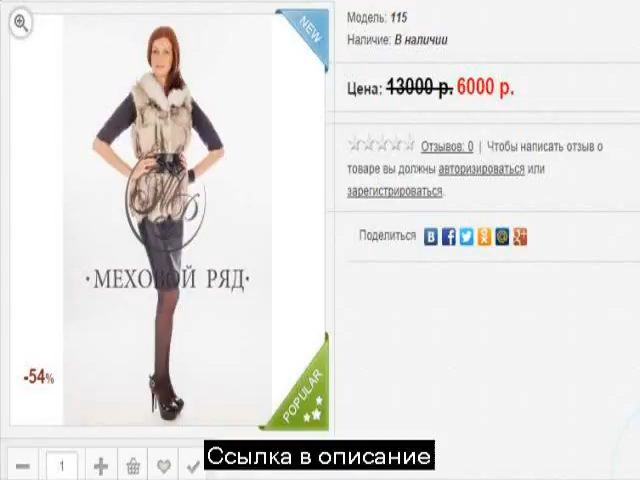 NEW
Модель: 115
Наличие: В наличии
Цена: 13000 р. 6000 р.
Отзывов: 0 | Чтобы написать отзыв о
товаре вы должны авторизироваться или
зарегистрироваться.
Поделиться
·МЕХОВОЙ РЯД·
-54%
POPULAR
1
Ссылка в описание